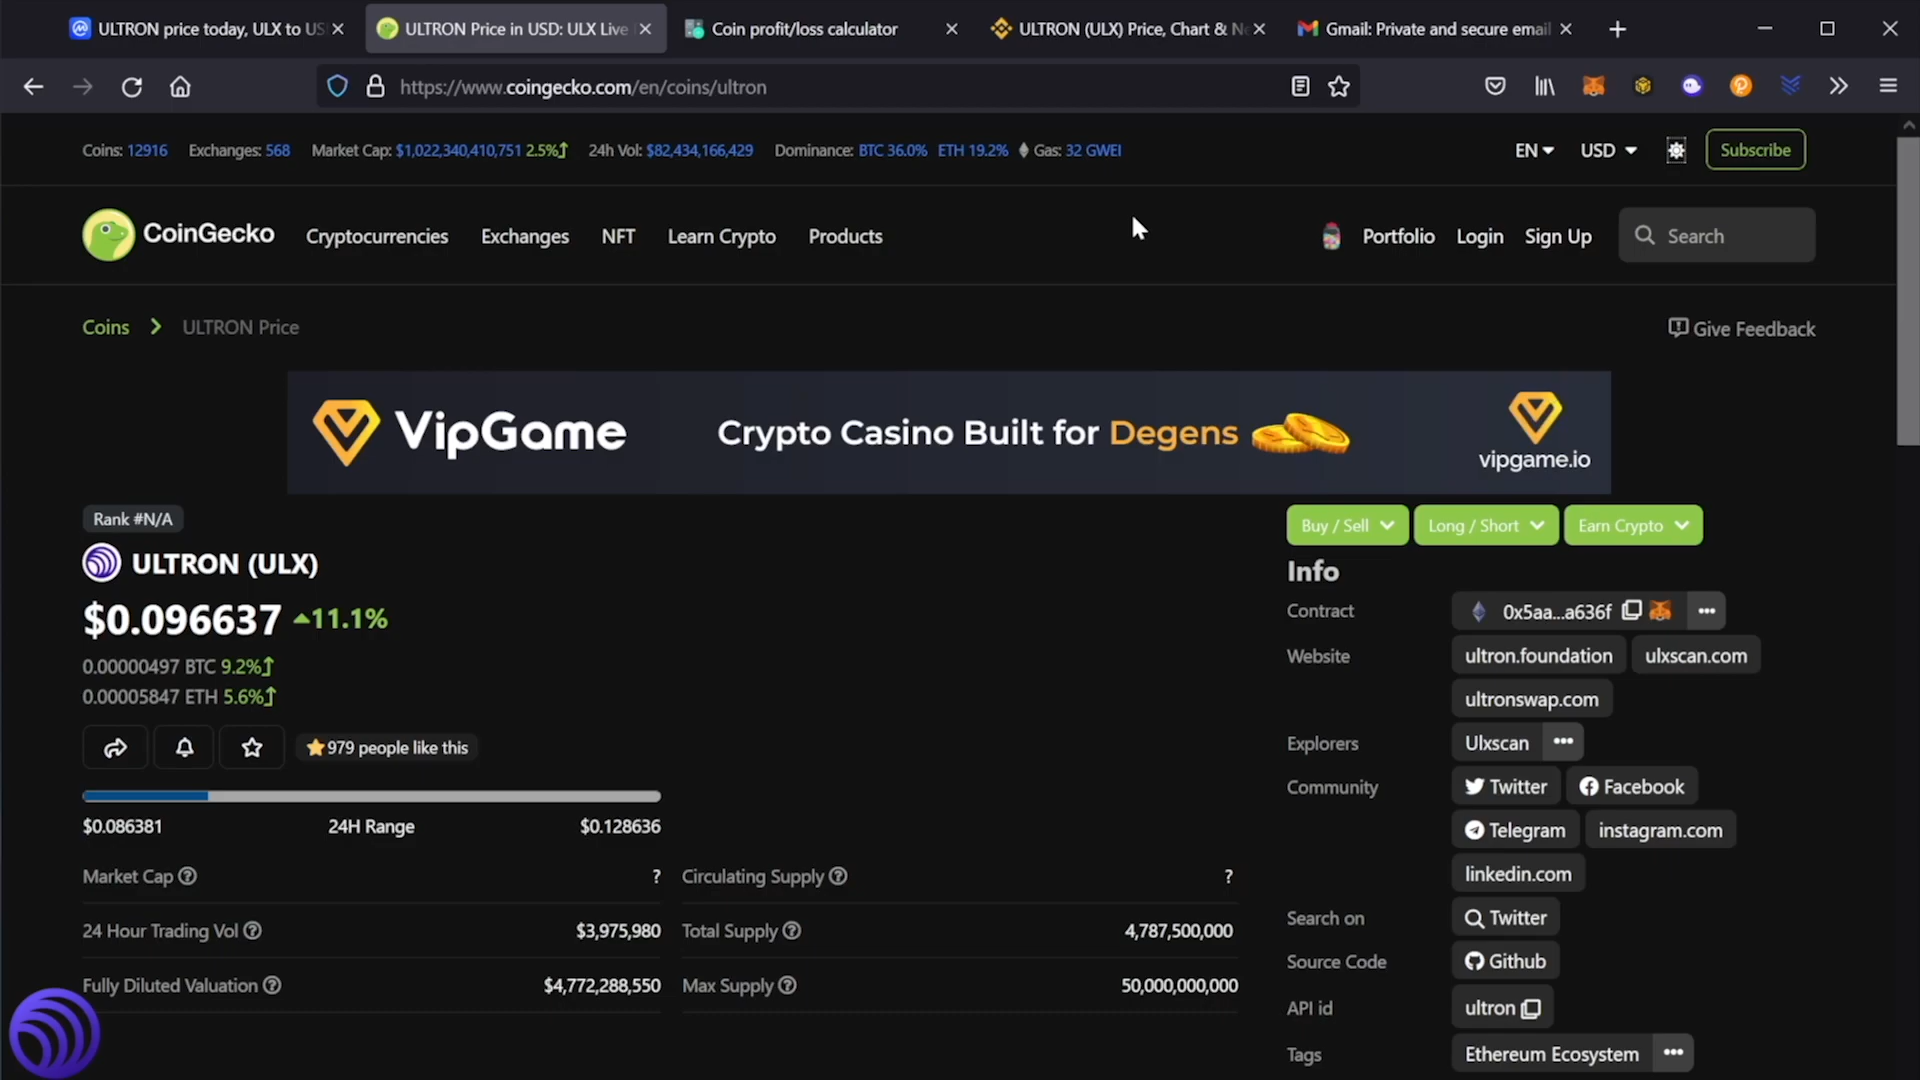 ULTRON price today, ULX to US
ULTRON Price in USD: ULX Live
Coin profit/loss calculator
ULTRON (ULX) Price, Chart & Ne
Gmail: Private and secure email
https://www.coingecko.com/en/coins/ultron
Coins: 12916 Exchanges: 568 Market Cap: $1,022,340,410,751 2.5% 24h Vol: $82,434,166,429 Dominance: BTC 36.0% ETH 19.2% Gas: 32 GWEI
EN USD Subscribe
CoinGecko Cryptocurrencies Exchanges NFT Learn Crypto Products Portfolio Login Sign Up Search
Coins > ULTRON Price
Give Feedback
VipGame Crypto Casino Built for Degens vipgame.io
Rank #N/A
ULTRON (ULX)
$0.096637 11.1%
0.00000497 BTC 9.2%
0.00005847 ETH 5.6%
979 people like this
$0.086381 24H Range $0.128636
Market Cap ?
24 Hour Trading Vol $3,975,980
Fully Diluted Valuation $4,772,288,550
Circulating Supply ?
Total Supply 4,787,500,000
Max Supply 50,000,000,000
Buy / Sell Long / Short Earn Crypto
Info
Contract 0x5aa...a636f
Website ultron.foundation ulxscan.com
ultronswap.com
Explorers Ulxscan
Community Twitter Facebook
Telegram instagram.com
linkedin.com
Search on Twitter
Source Code Github
API id ultron
Tags Ethereum Ecosystem